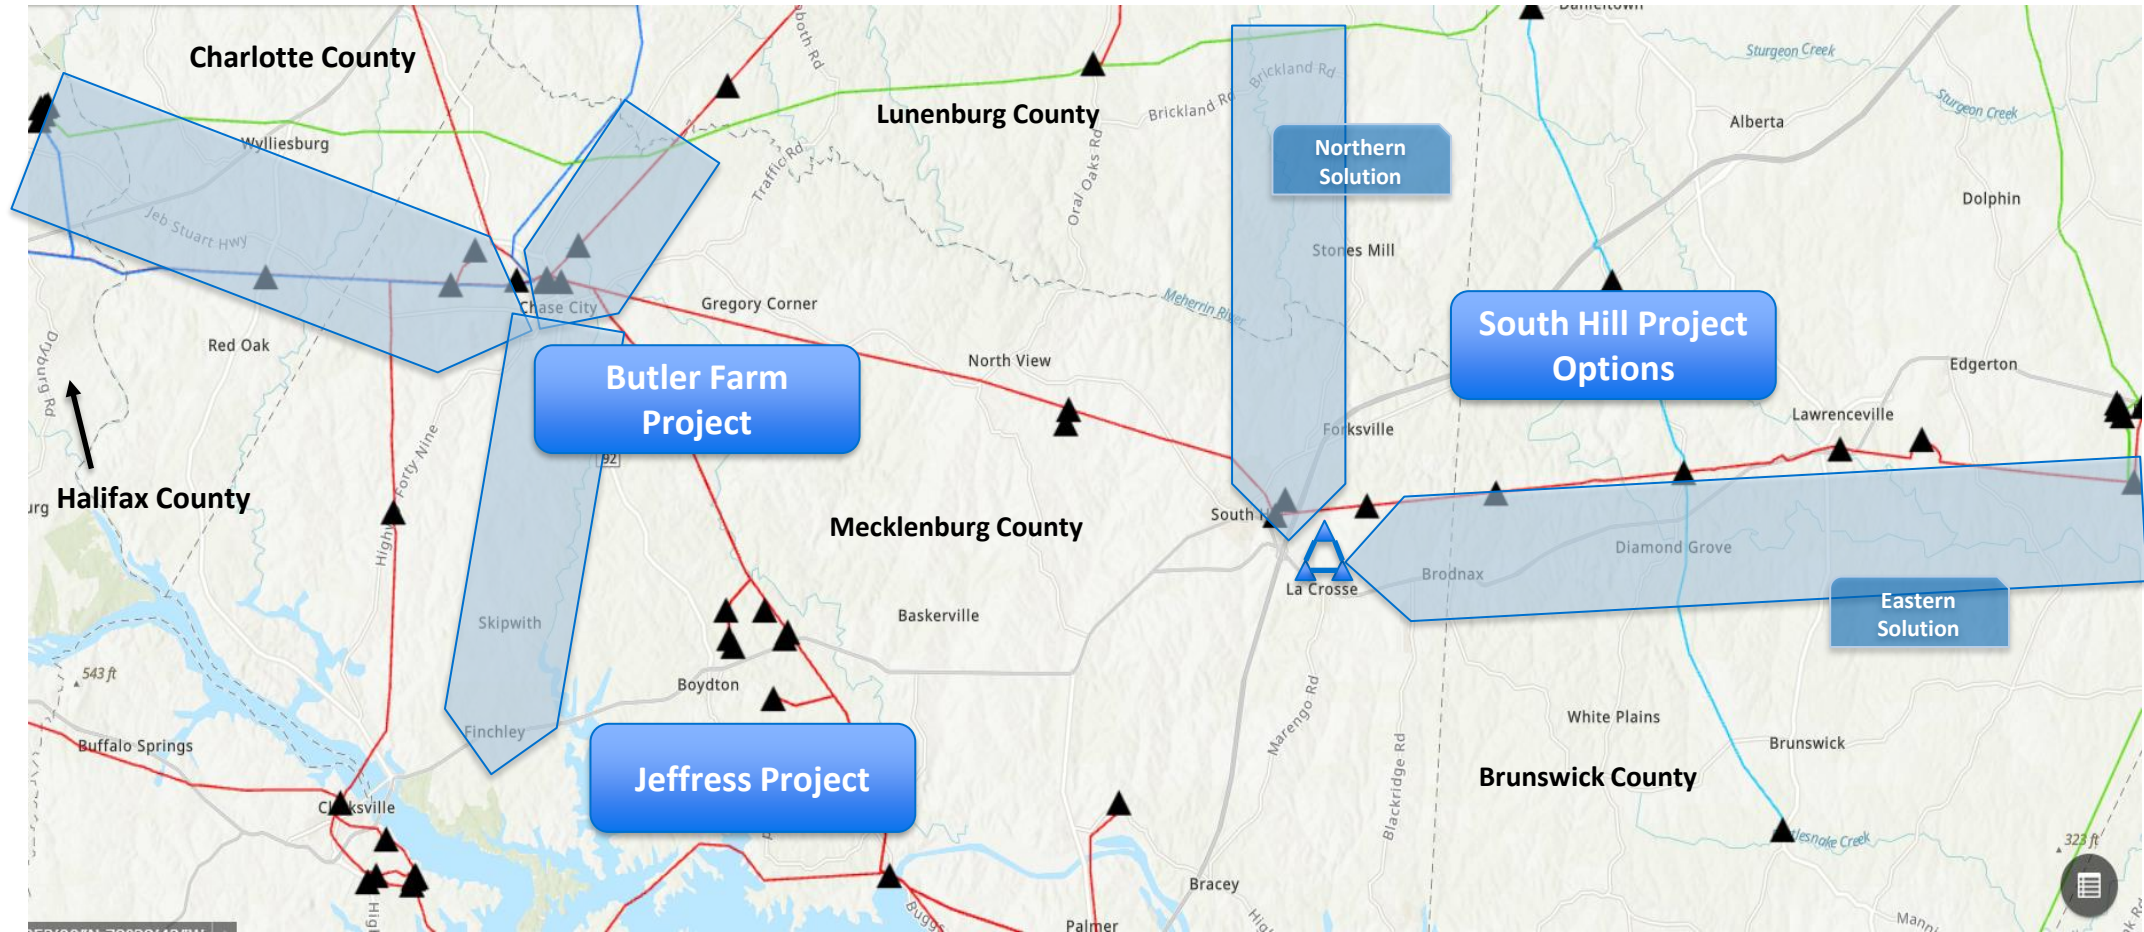 Danieltown
Charlotte County
Sturgeon Creek
Brickland Rd
Sturgeon Creek
Lunenburg County
Brickland Rd
Alberta
Wylliesburg
Northern
Solution
Traffic Rd
Oral Oaks Rd
Dolphin
Jeb Stuart Hwy
Stones Mill
Meherrin River
Chase City
Gregory Corner
South Hill Project
Options
Red Oak
North View
Edgerton
Dryburg Rd
Butler Farm
Project
Lawrenceville
Forksville
Forty Nine
92
Halifax County
South H
Mecklenburg County
Diamond Grove
Brodnax
La Crosse
Eastern
Solution
Skipwith
Baskerville
543 ft
Boydton
Marengo Rd
White Plains
Finchley
Buffalo Springs
Blackridge Rd
Brunswick
Jeffress Project
Brunswick County
Clarksville
323 ft
Bracey
Buggs
Palmer